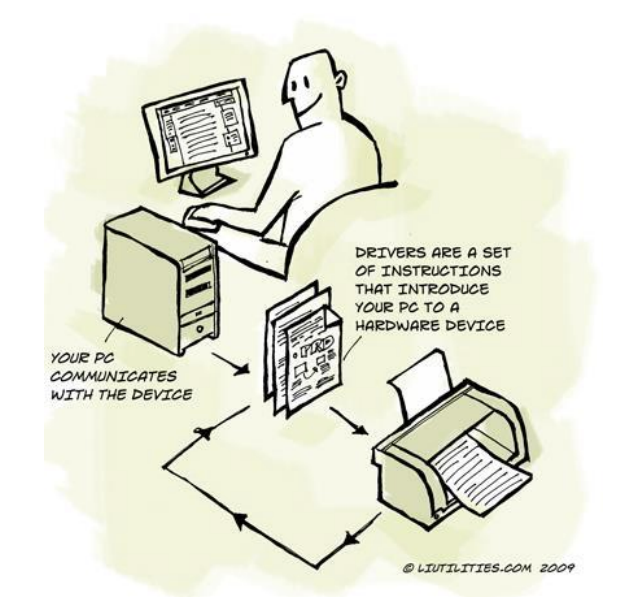 DRIVERS ARE A SET
OF INSTRUCTIONS
THAT INTRODUCE
YOUR PC TO A
HARDWARE DEVICE
YOUR PC
COMMUNICATES
WITH THE DEVICE
© LIUTILITIES.COM 2009